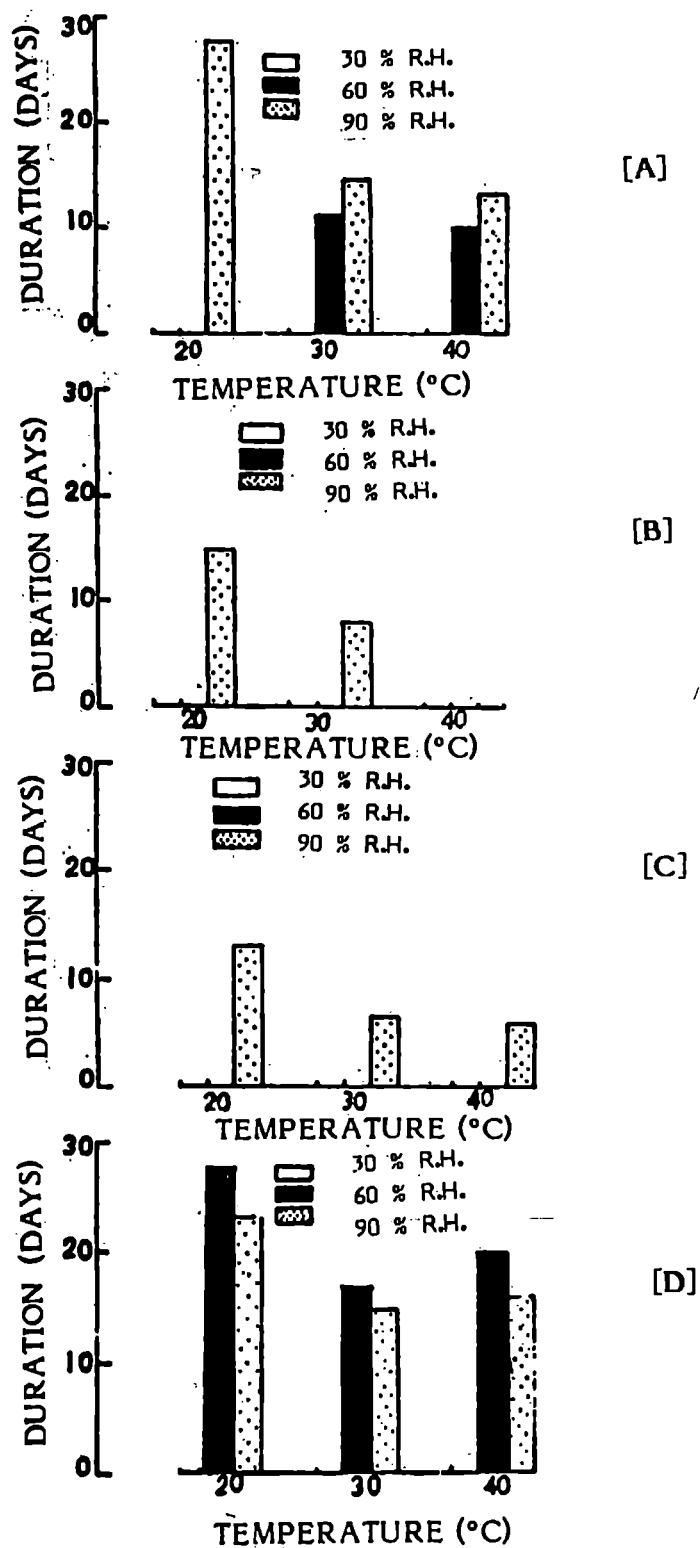 30
20
10
0
DURATION (DAYS)
30 % R.H.
60 % R.H.
90 % R.H.
[A]
20 30 40
TEMPERATURE (°C)
30
20
10
0
DURATION (DAYS)
30 % R.H.
60 % R.H.
90 % R.H.
[B]
20 30 40
TEMPERATURE (°C)
30
20
10
0
DURATION (DAYS)
30 % R.H.
60 % R.H.
90 % R.H.
[C]
20 30 40
TEMPERATURE (°C)
30
20
10
0
DURATION (DAYS)
30 % R.H.
60 % R.H.
90 % R.H.
[D]
20 30 40
TEMPERATURE (°C)